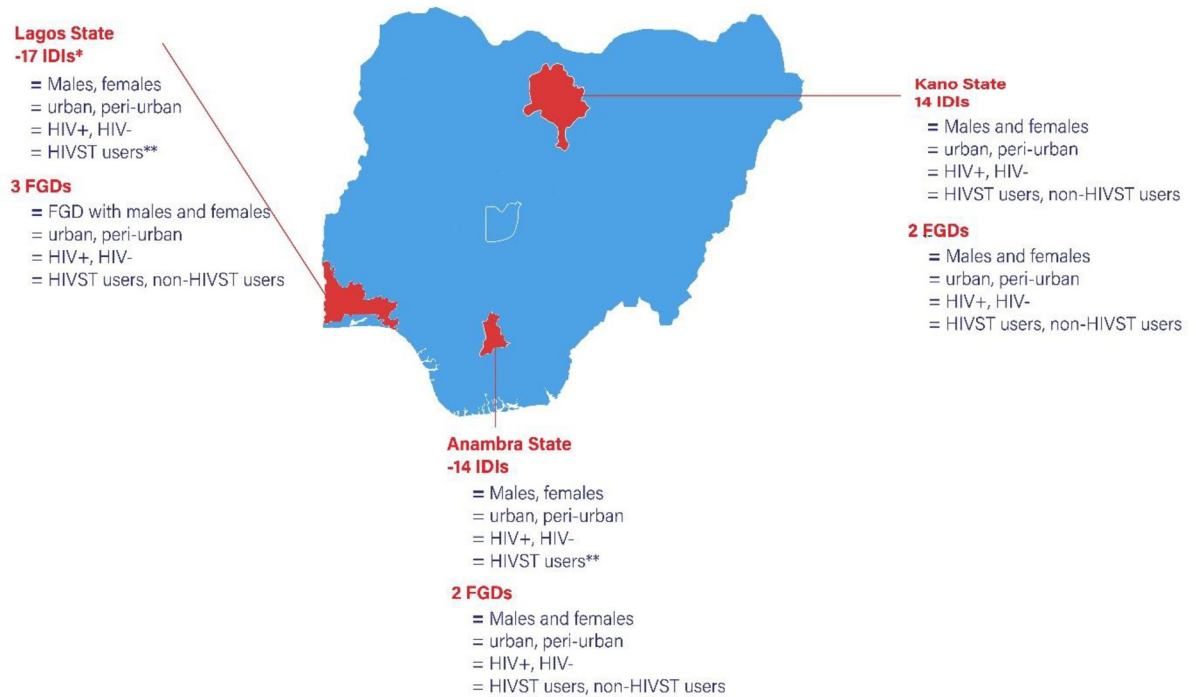 Lagos State
-17 IDIs*
= Males, females
= urban, peri-urban
= HIV+, HIV-
= HIVST users**
3 FGDs
= FGD with males and females
= urban, peri-urban
= HIV+, HIV-
= HIVST users, non-HIVST users
Kano State
14 IDIs
= Males and females
= urban, peri-urban
= HIV+, HIV-
= HIVST users, non-HIVST users
2 FGDs
= Males and females
= urban, peri-urban
= HIV+, HIV-
= HIVST users, non-HIVST users
Anambra State
-14 IDIs
= Males, females
= urban, peri-urban
= HIV+, HIV-
= HIVST users**
2 FGDs
= Males and females
= urban, peri-urban
= HIV+, HIV-
= HIVST users, non-HIVST users